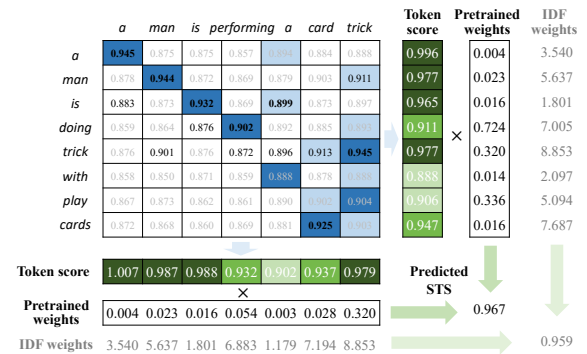 a man is performing a card trick
Token score Pretrained weights IDF weights
a 0.945 0.875 0.875 0.857 0.894 0.884 0.888 0.996 0.004 3.540
man 0.878 0.944 0.872 0.869 0.879 0.903 0.911 0.977 0.023 5.637
is 0.883 0.873 0.932 0.869 0.899 0.873 0.897 0.965 0.016 1.801
doing 0.859 0.864 0.876 0.902 0.892 0.885 0.893 0.911 × 0.724 7.005
trick 0.876 0.901 0.876 0.872 0.896 0.913 0.945 0.977 0.320 8.853
with 0.858 0.850 0.871 0.859 0.888 0.878 0.888 0.014 2.097
play 0.867 0.873 0.860 0.861 0.902 0.904 0.906 0.336 5.094
cards 0.872 0.868 0.860 0.869 0.881 0.925 0.903 0.947 0.016 7.687
Token score 1.007 0.987 0.988 0.932 0.902 0.937 0.979
×
Predicted STS
Pretrained weights 0.004 0.023 0.016 0.054 0.003 0.028 0.320 0.967
IDF weights 3.540 5.637 1.801 6.883 1.179 7.194 8.853 0.959